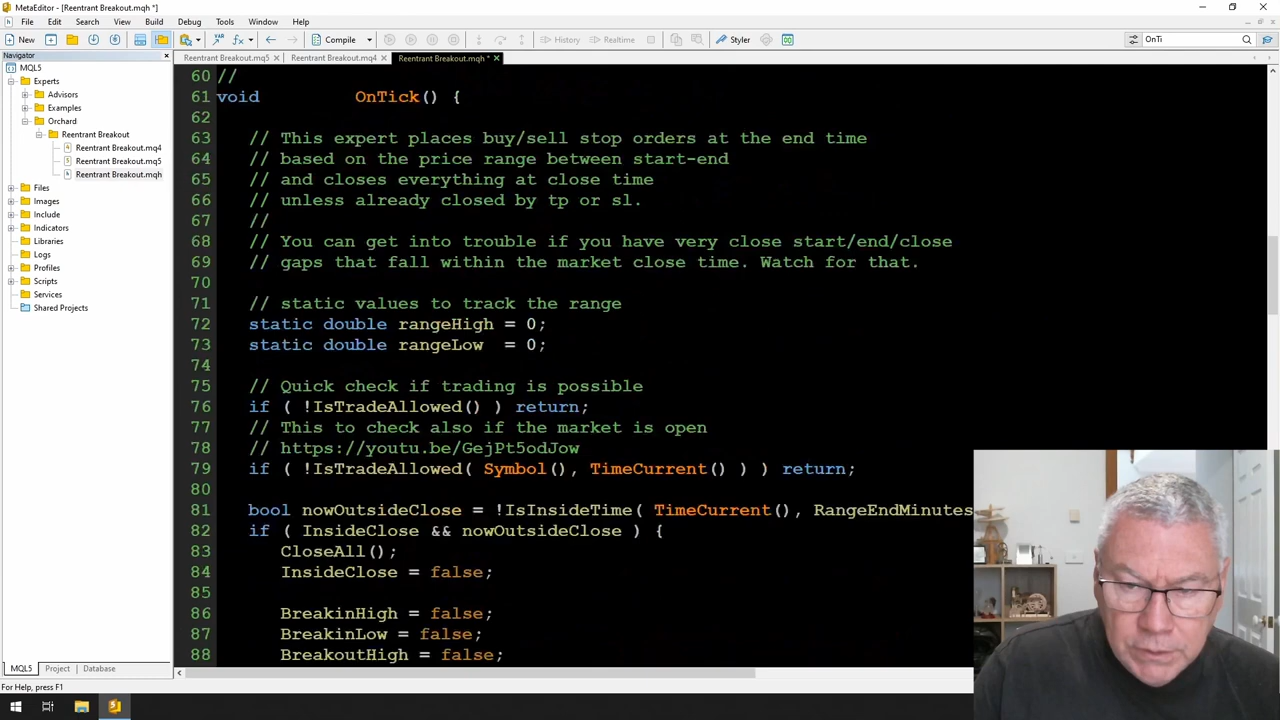 MetaEditor - [Reentrant Breakout.mqh *]
File Edit Search View Build Debug Tools Window Help
New Compile History Realtime Styler OnTi
Navigator
Reentrant Breakout.mq5 Reentrant Breakout.mq4 Reentrant Breakout.mqh *
MQL5
Experts
Advisors
Examples
Orchard
Reentrant Breakout
Reentrant Breakout.mq4
Reentrant Breakout.mq5
Reentrant Breakout.mqh
Files
Images
Include
Indicators
Libraries
Logs
Profiles
Scripts
Services
Shared Projects
60 //
61 void OnTick() {
62
63 // This expert places buy/sell stop orders at the end time
64 // based on the price range between start-end
65 // and closes everything at close time
66 // unless already closed by tp or sl.
67 //
68 // You can get into trouble if you have very close start/end/close
69 // gaps that fall within the market close time. Watch for that.
70
71 // static values to track the range
72 static double rangeHigh = 0;
73 static double rangeLow = 0;
74
75 // Quick check if trading is possible
76 if ( !IsTradeAllowed() ) return;
77 // This to check also if the market is open
78 // https://youtu.be/GejPt5odJow
79 if ( !IsTradeAllowed( Symbol(), TimeCurrent() ) ) return;
80
81 bool nowOutsideClose = !IsInsideTime( TimeCurrent(), RangeEndMinutes
82 if ( InsideClose && nowOutsideClose ) {
83 CloseAll();
84 InsideClose = false;
85
86 BreakinHigh = false;
87 BreakinLow = false;
88 BreakoutHigh = false;
MQL5 Project Database
For Help, press F1